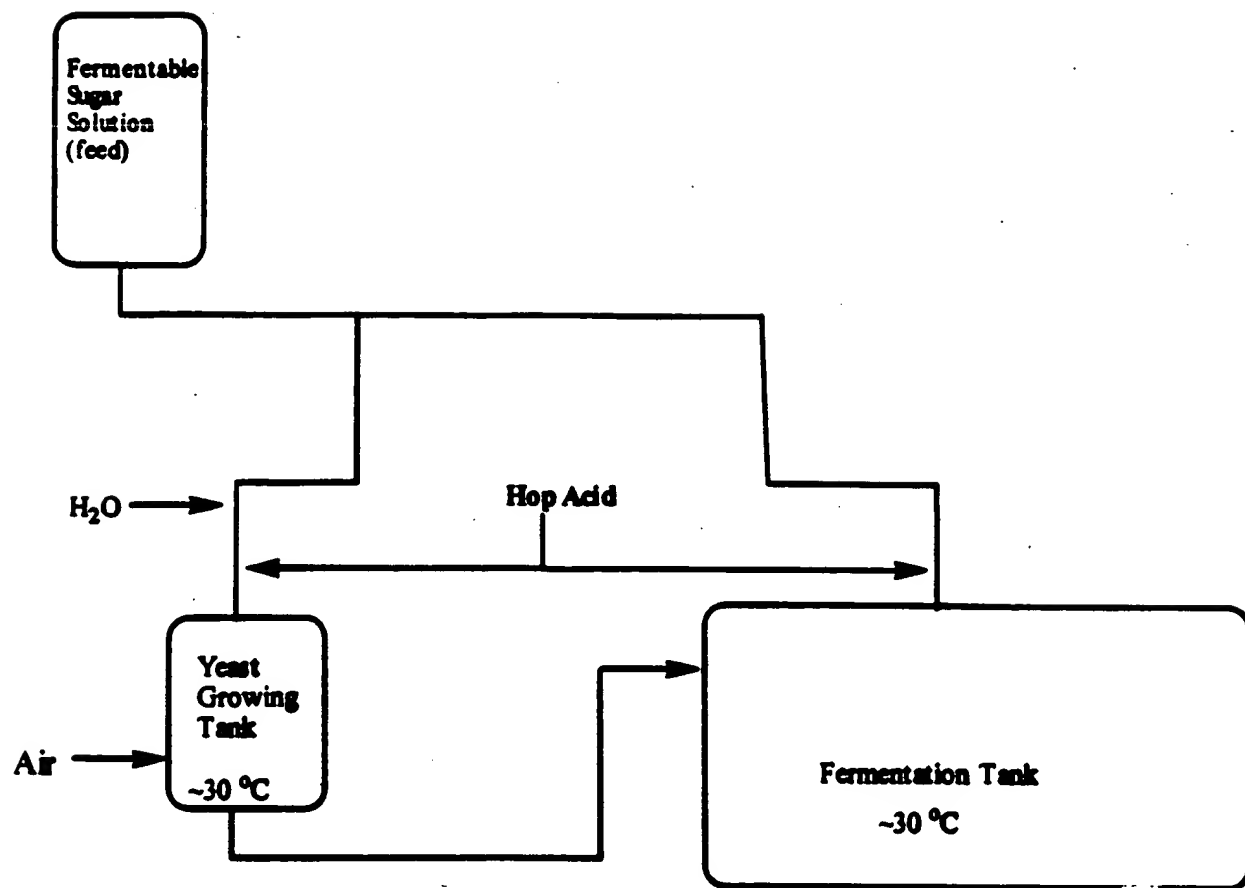 Fermentable
Sugar
Solution
(feed)
H₂O
Hop Acid
Yeast
Growing
Tank
~30 °C
Air
Fermentation Tank
~30 °C